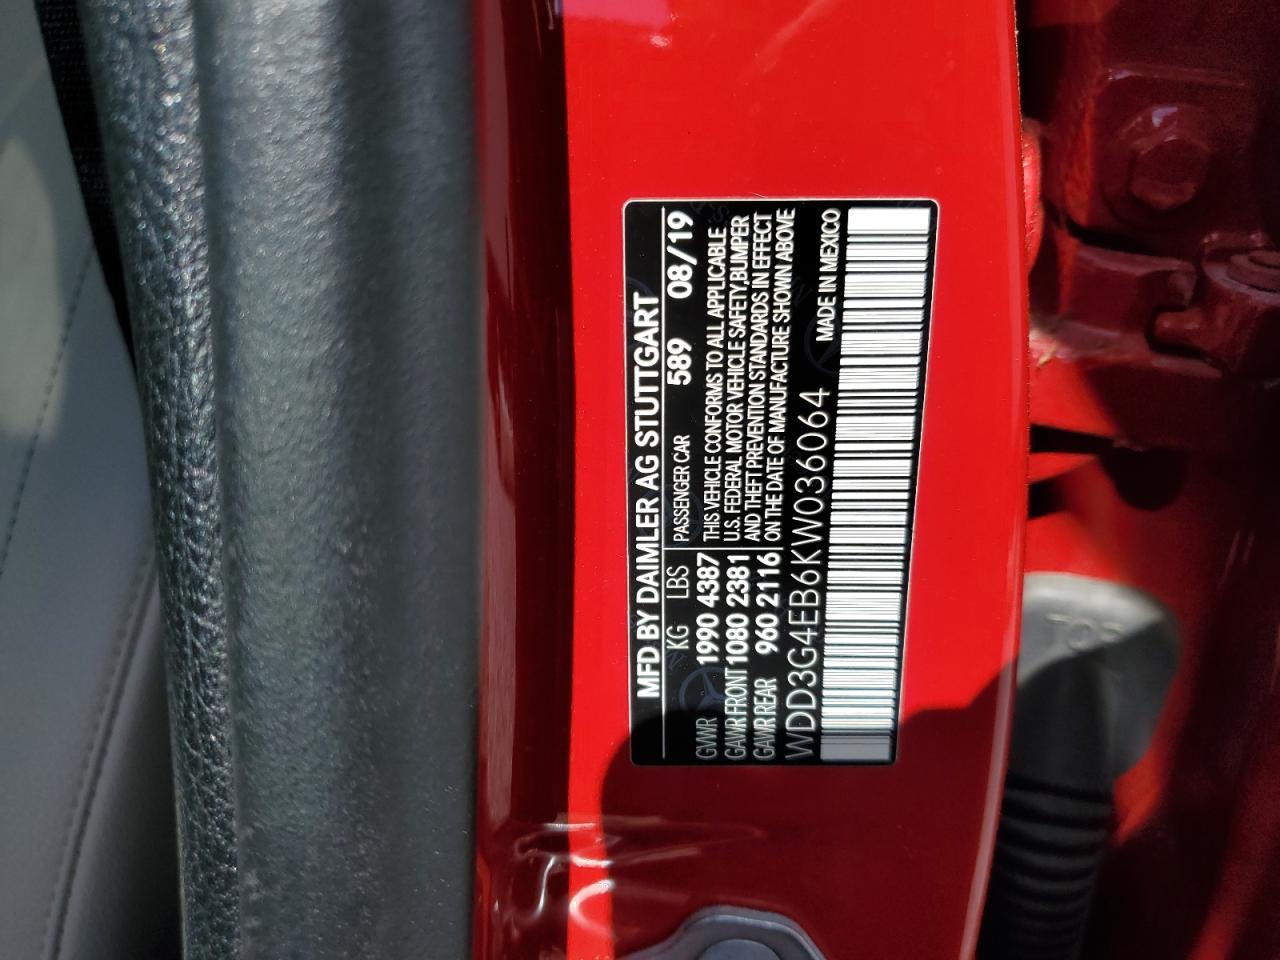 MFD BY DAIMLER AG STUTTGART
KG LBS PASSENGER CAR 589 08/19
GVWR 1990 4387
GAWR FRONT 1080 2381
GAWR REAR 960 2116
THIS VEHICLE CONFORMS TO ALL APPLICABLE
U.S. FEDERAL MOTOR VEHICLE SAFETY,BUMPER
AND THEFT PREVENTION STANDARDS IN EFFECT
ON THE DATE OF MANUFACTURE SHOWN ABOVE
WDD3G4EB6KW036064 MADE IN MEXICO
TOP